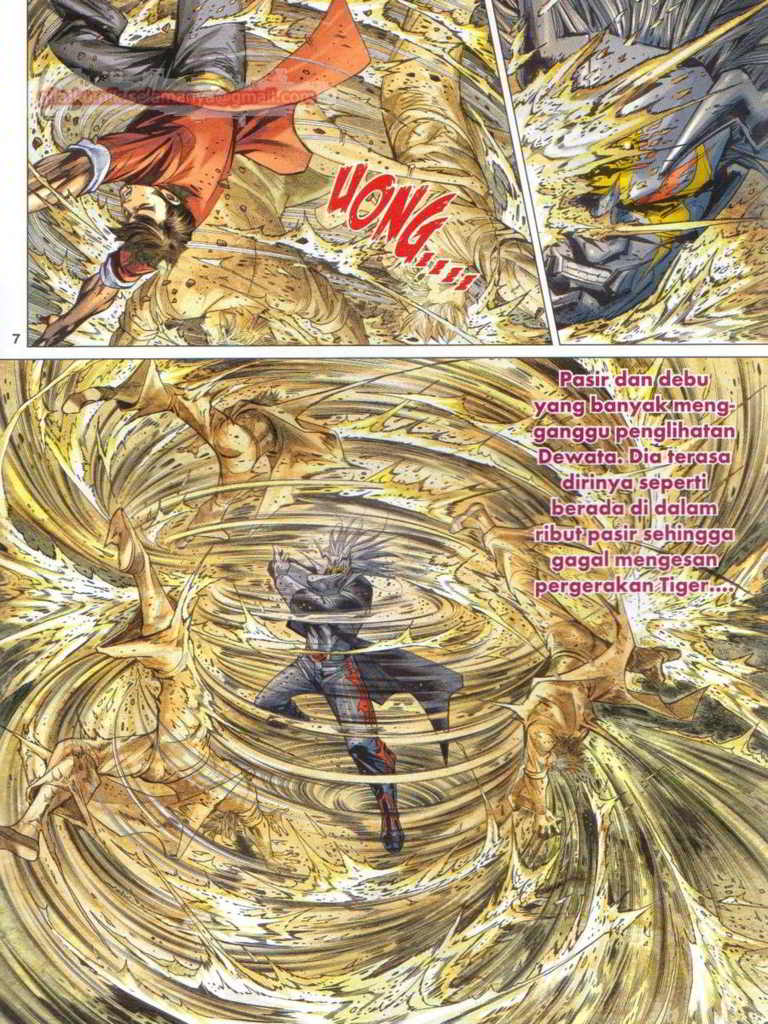 UONG....
7
Pasir dan debu
yang banyak meng-
ganggu penglihatan
Dewata. Dia terasa
dirinya seperti
berada di dalam
ribut pasir sehingga
gagal mengesan
pergerakan Tiger....